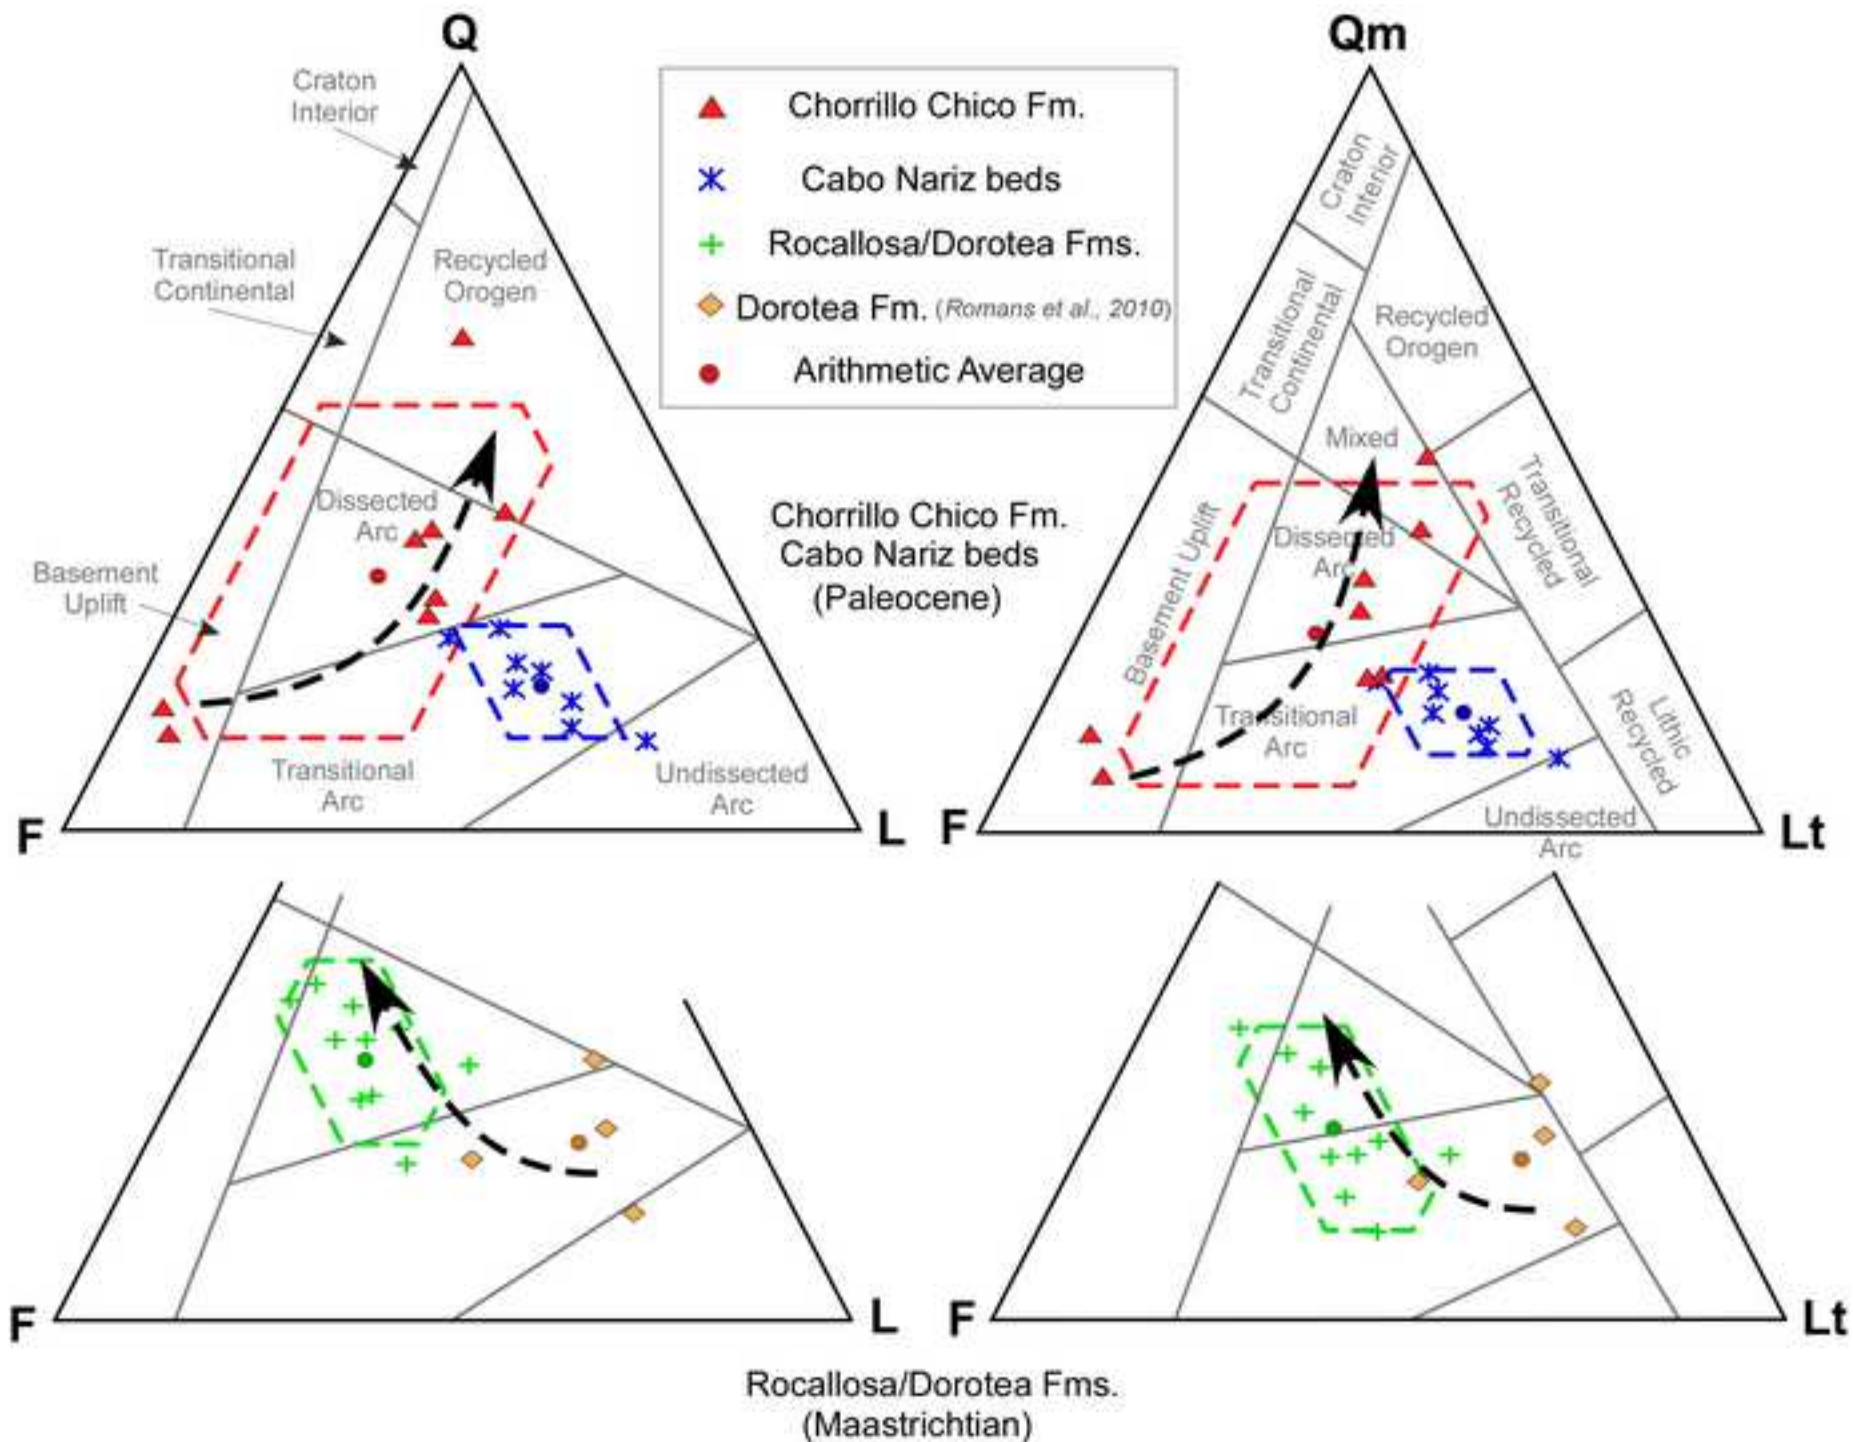 Q
Craton
Interior
Transitional
Continental
Recycled
Orogen
Dissected
Arc
Basement
Uplift
Transitional
Arc
Undissected
Arc
F
L
Chorrillo Chico Fm.
Cabo Nariz beds
Rocallosa/Dorotea Fms.
Dorotea Fm. (Romans et al., 2010)
Arithmetic Average
Chorrillo Chico Fm.
Cabo Nariz beds
(Paleocene)
Qm
Craton
Interior
Transitional
Continental
Recycled
Orogen
Mixed
Transitional
Recycled
Basement Uplift
Dissected
Arc
Transitional
Arc
Lithic
Recycled
Undissected
Arc
F
Lt
F
L
F
Lt
Rocallosa/Dorotea Fms.
(Maastrichtian)